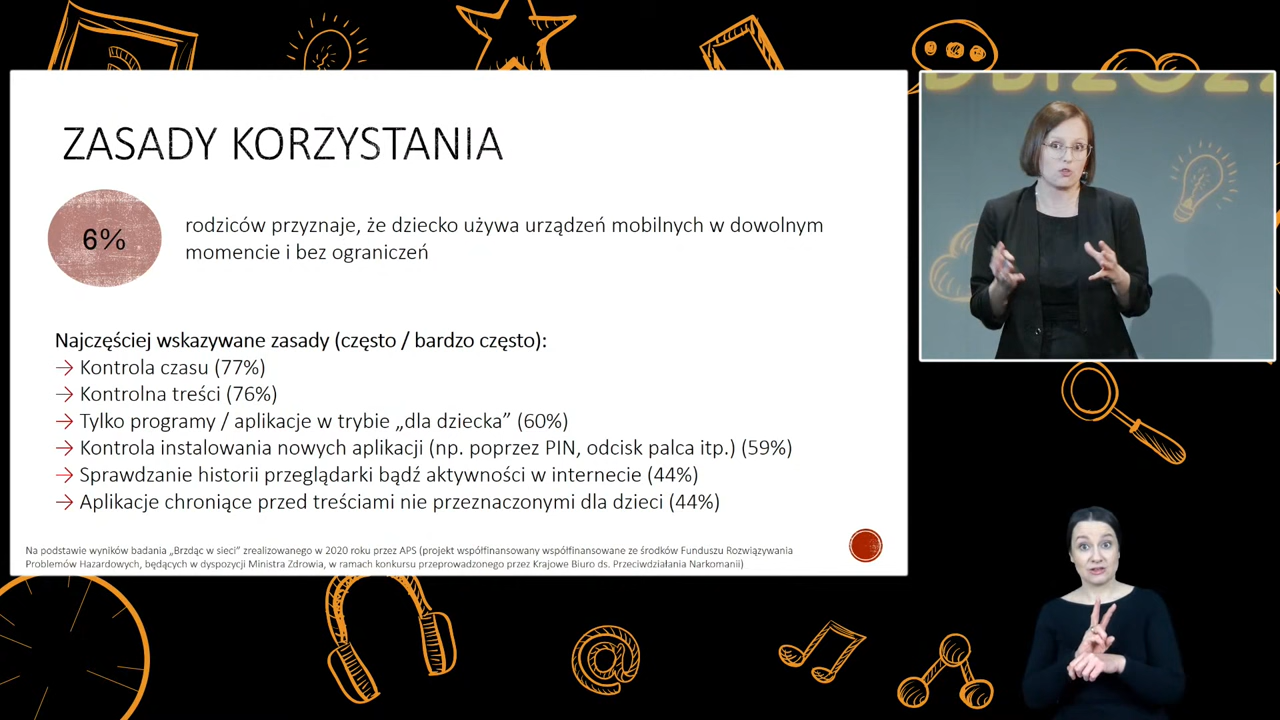 ZASADY KORZYSTANIA
6%
rodziców przyznaje, że dziecko używa urządzeń mobilnych w dowolnym
momencie i bez ograniczeń
Najczęściej wskazywane zasady (często / bardzo często):
→ Kontrola czasu (77%)
→ Kontrolna treści (76%)
→ Tylko programy / aplikacje w trybie „dla dziecka” (60%)
→ Kontrola instalowania nowych aplikacji (np. poprzez PIN, odcisk palca itp.) (59%)
→ Sprawdzanie historii przeglądarki bądź aktywności w internecie (44%)
→ Aplikacje chroniące przed treściami nie przeznaczonymi dla dzieci (44%)
Na podstawie wyników badania „Brzdąc w sieci” zrealizowanego w 2020 roku przez APS (projekt współfinansowany współfinansowane ze środków Funduszu Rozwiązywania
Problemów Hazardowych, będących w dyspozycji Ministra Zdrowia, w ramach konkursu przeprowadzonego przez Krajowe Biuro ds. Przeciwdziałania Narkomanii)